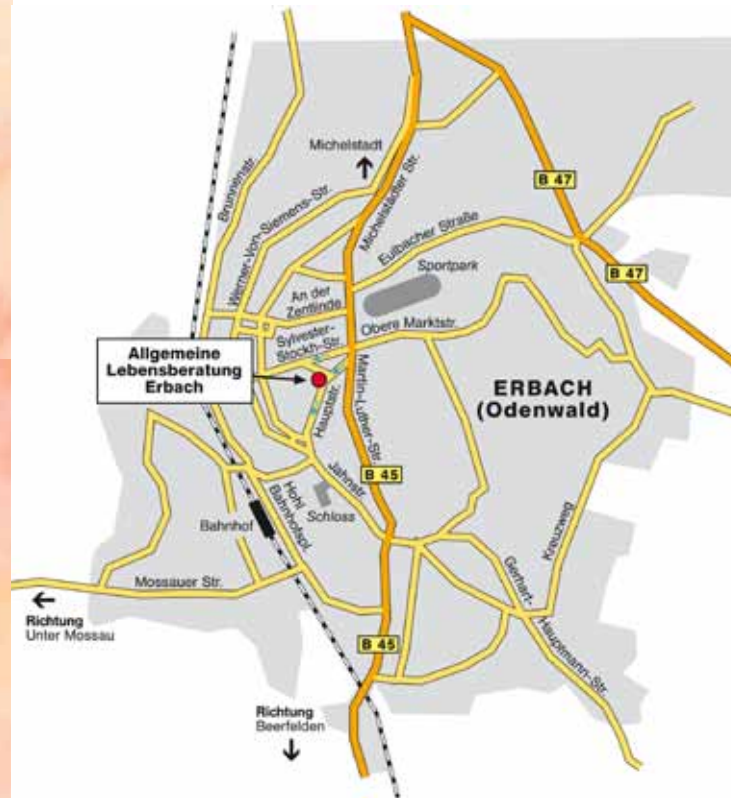 Michelstadt
Brunnenstr.
Werner-Von-Siemens-Str.
Michelstädter Str.
B 47
Eulbacher Straße
Sportpark
B 47
An der
Zentlinde
Sylvester-
Stockh-Str.
Obere Marktstr.
Allgemeine
Lebensberatung
Erbach
Hauptstr.
Martin-Luther-Str.
ERBACH
(Odenwald)
B 45
Jahnstr.
Schloss
Hohl
Bahnhofspl.
Bahnhof
Kreuzweg
Mossauer Str.
Gerhart-
Hauptmann-Str.
Richtung
Unter Mossau
B 45
Richtung
Beerfelden